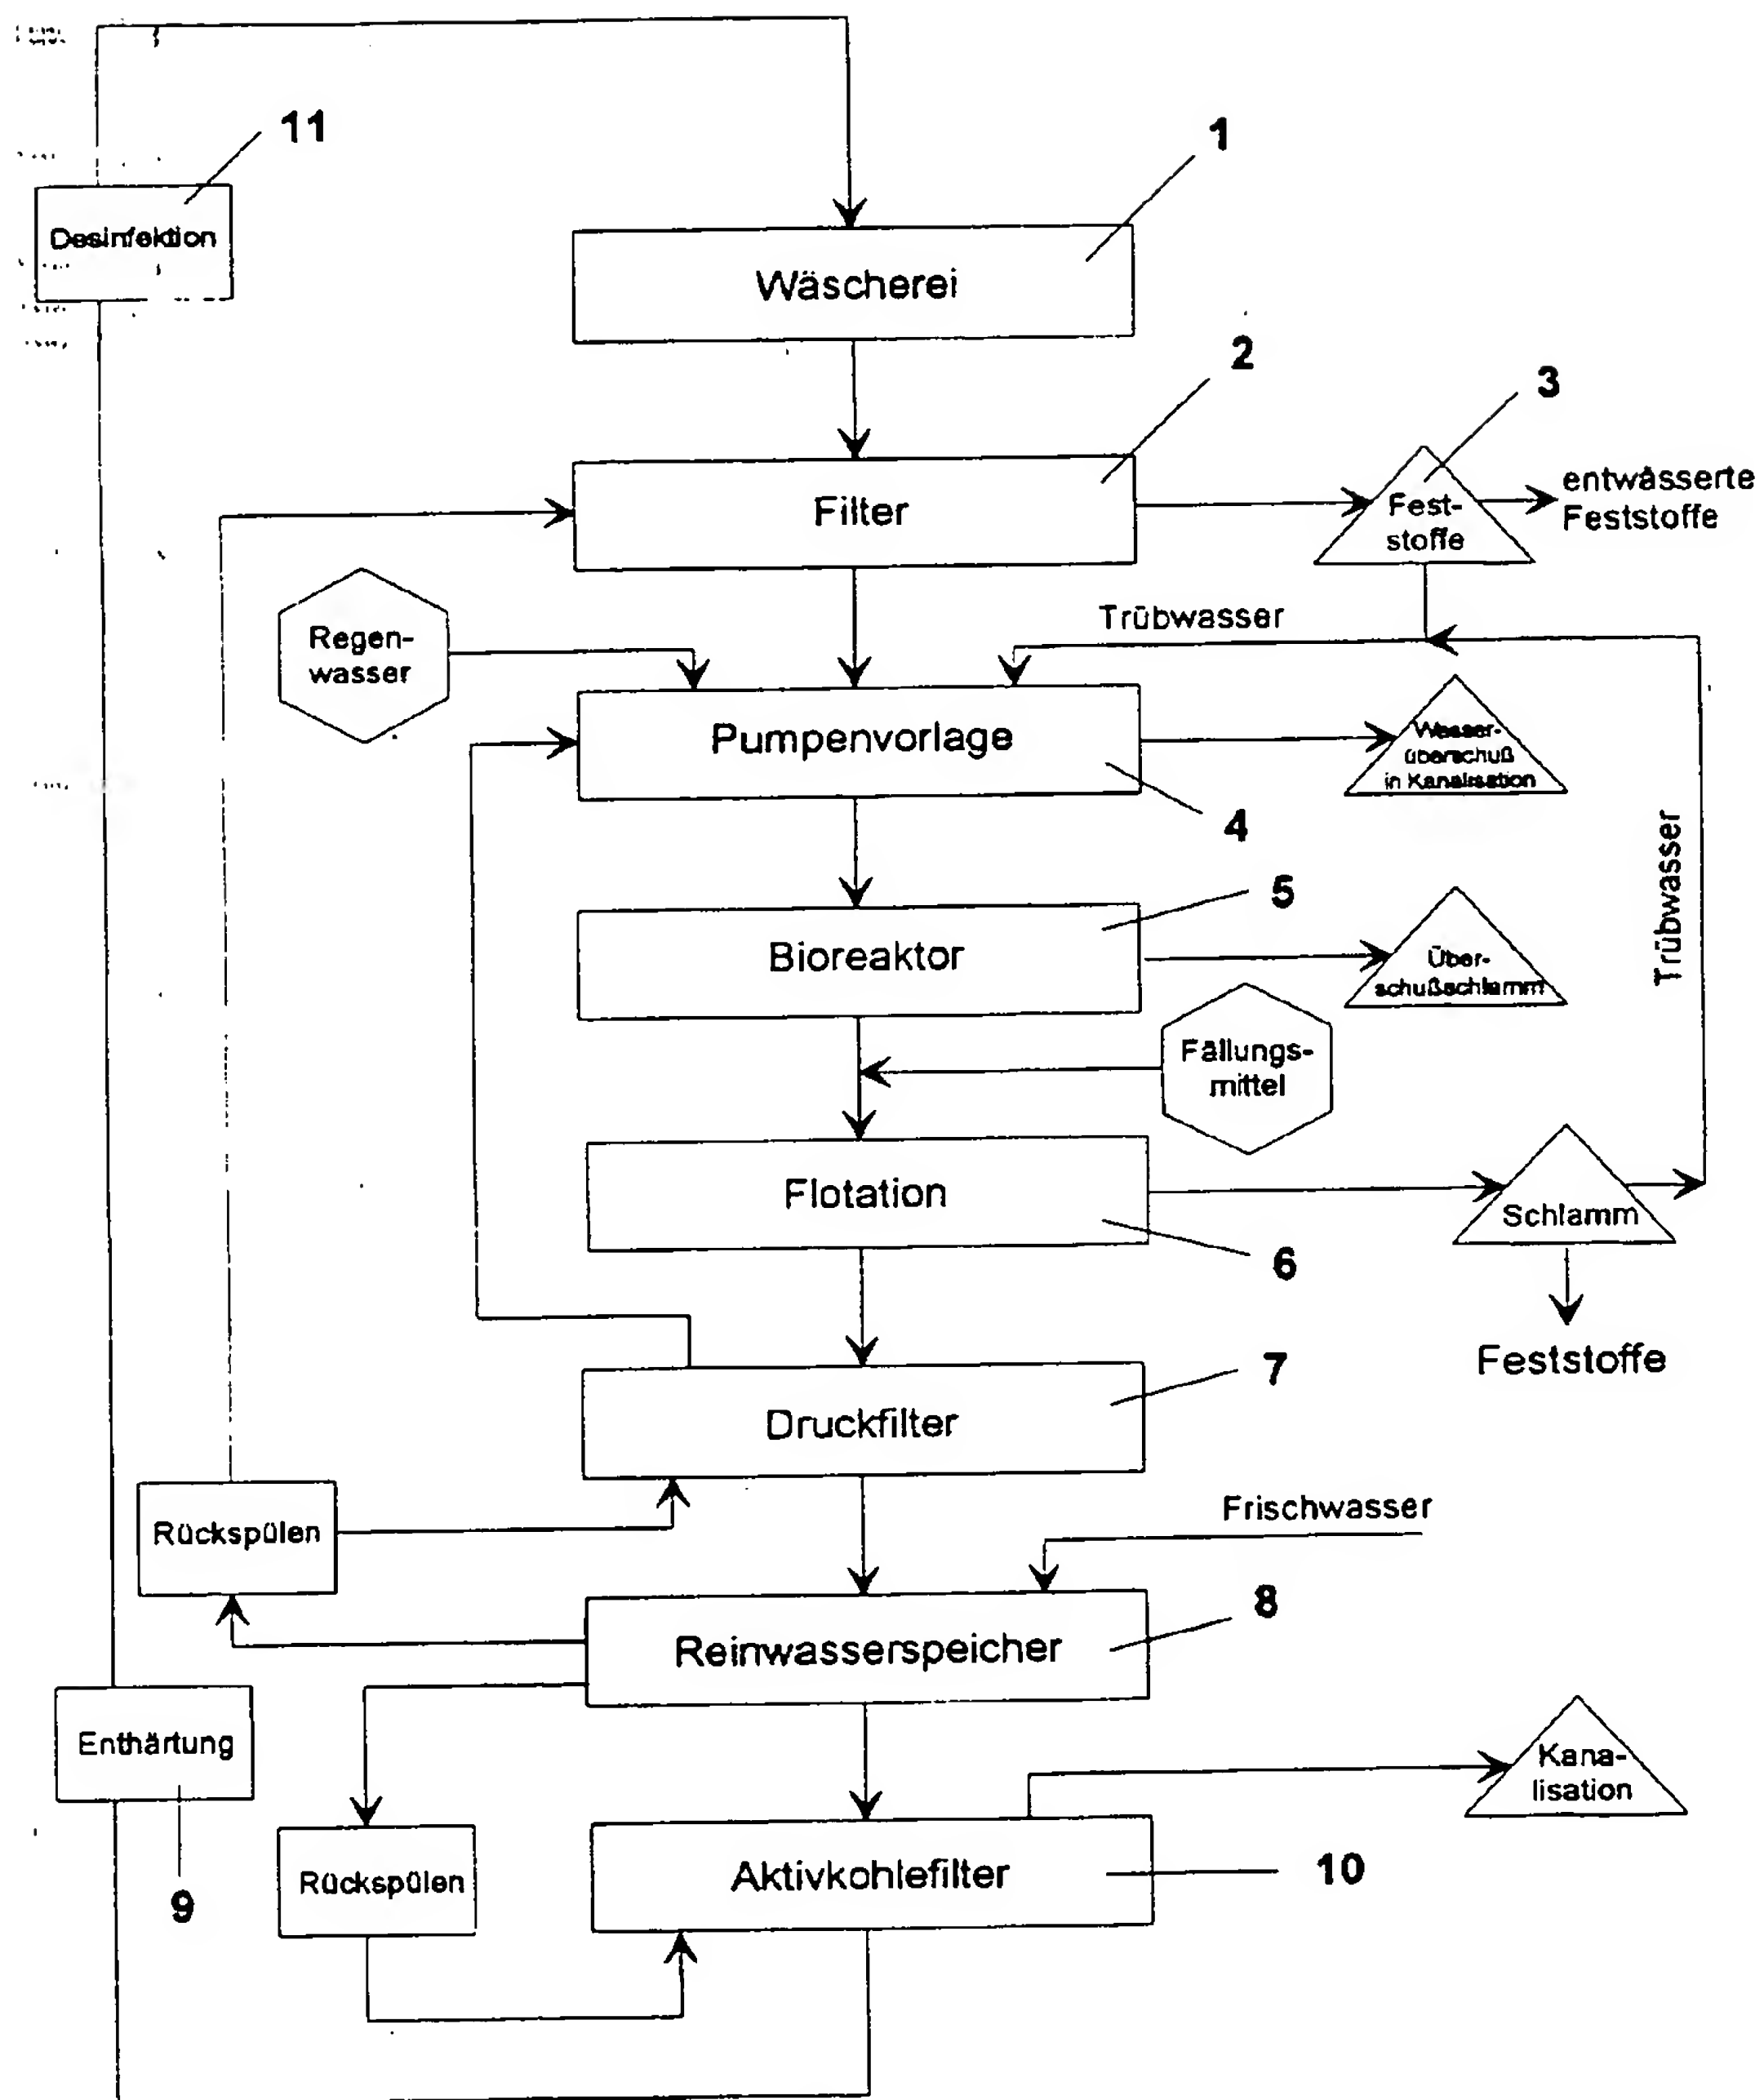 11
1
Desinfektion
Wäscherei
2
3
Filter
Fest-
stoffe
entwässerte
Feststoffe
Trübwasser
Regen-
wasser
Pumpenvorlage
Wasser-
überschuß
in Kanalisation
4
Trübwasser
5
Bioreaktor
Über-
schußschlamm
Fällungs-
mittel
Flotation
Schlamm
6
Feststoffe
7
Druckfilter
Rückspülen
Frischwasser
8
Reinwasserspeicher
Enthärtung
Kana-
lisation
Rückspülen
Aktivkohlefilter
10
9